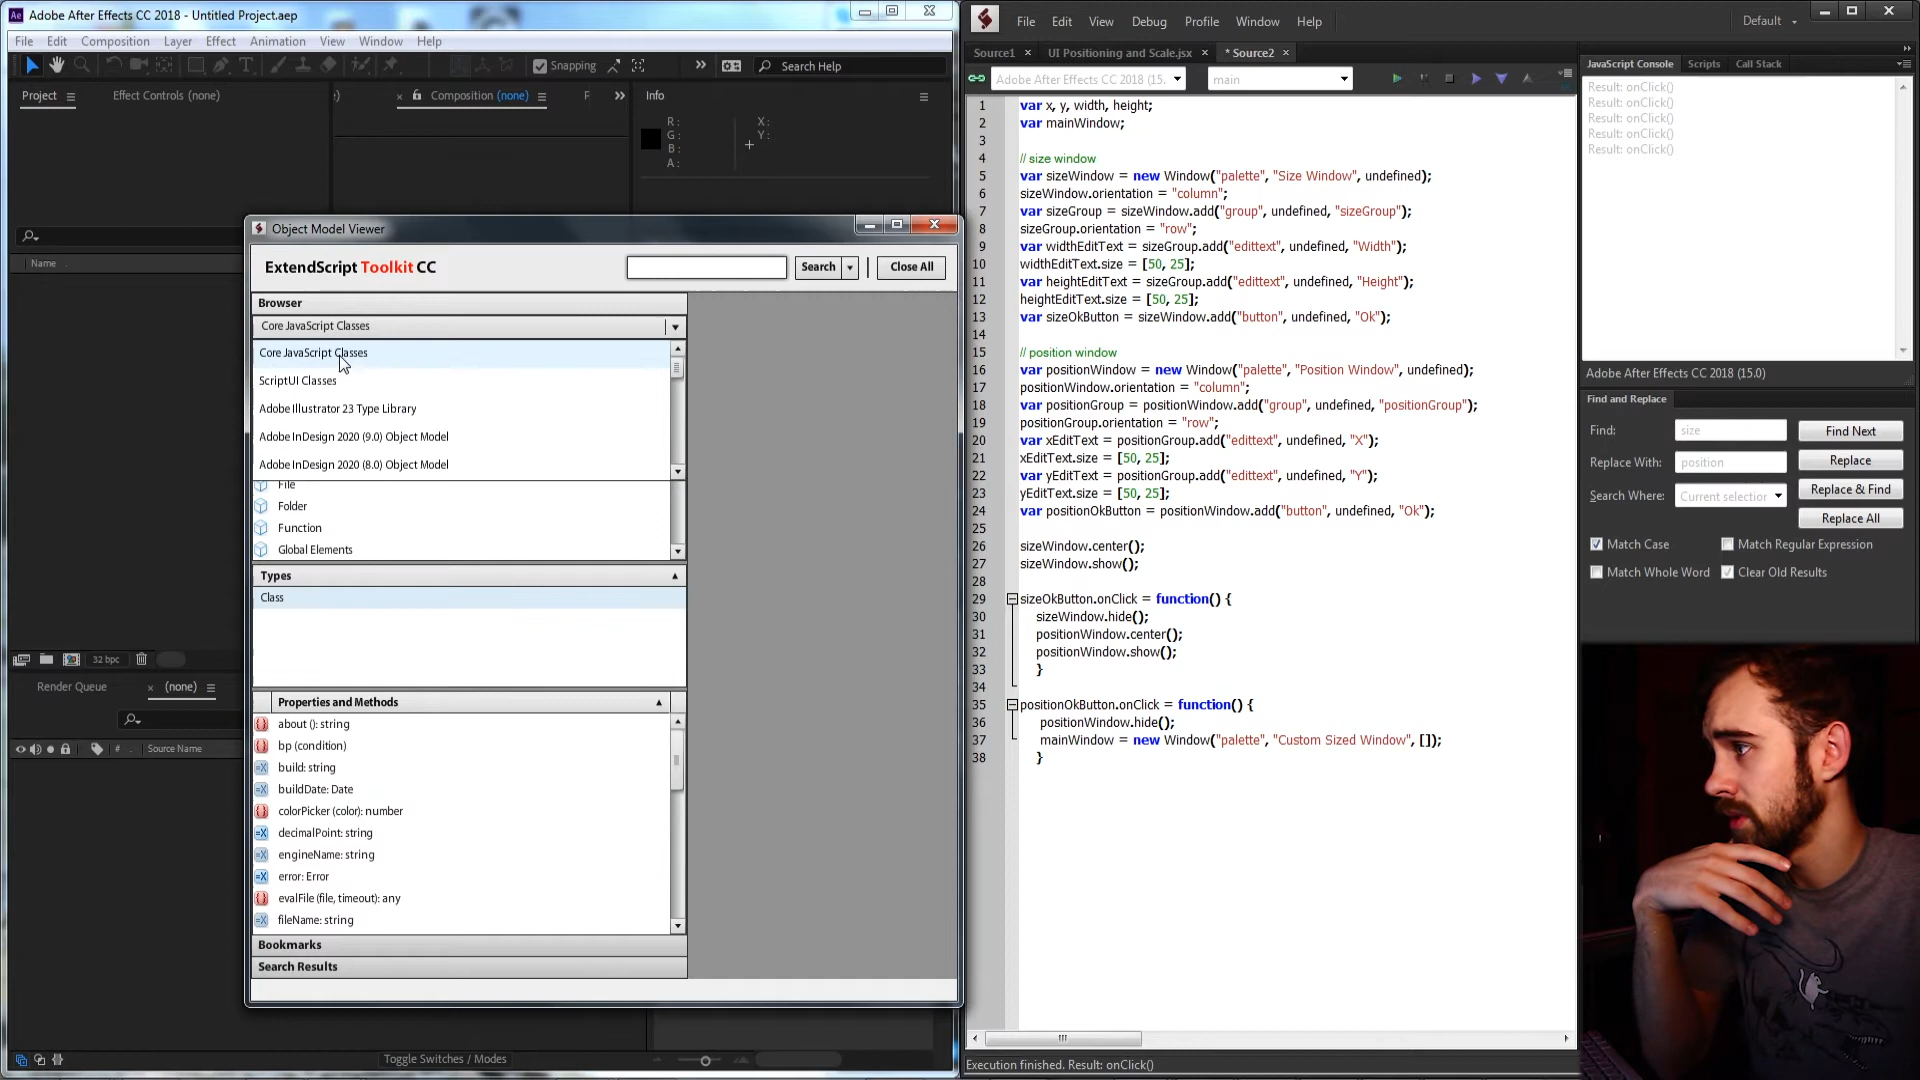 Adobe After Effects CC 2018 - Untitled Project.aep
File Edit Composition Layer Effect Animation View Window Help
Snapping
Search Help
Project
Effect Controls (none)
Composition (none)
F
Info
R :
G :
B :
A :
X :
Y :
Name
32 bpc
Render Queue
(none)
#
Source Name
Toggle Switches / Modes
Object Model Viewer
ExtendScript Toolkit CC
Search
Close All
Browser
Core JavaScript Classes
Core JavaScript Classes
ScriptUI Classes
Adobe Illustrator 23 Type Library
Adobe InDesign 2020 (9.0) Object Model
Adobe InDesign 2020 (8.0) Object Model
File
Folder
Function
Global Elements
Types
Class
Properties and Methods
about (): string
bp (condition)
build: string
buildDate: Date
colorPicker (color): number
decimalPoint: string
engineName: string
error: Error
evalFile (file, timeout): any
fileName: string
Bookmarks
Search Results
File Edit View Debug Profile Window Help
Default
Source1
UI Positioning and Scale.jsx
* Source2
Adobe After Effects CC 2018 (15.
main
1 var x, y, width, height;
2 var mainWindow;
3
4 // size window
5 var sizeWindow = new Window("palette", "Size Window", undefined);
6 sizeWindow.orientation = "column";
7 var sizeGroup = sizeWindow.add("group", undefined, "sizeGroup");
8 sizeGroup.orientation = "row";
9 var widthEditText = sizeGroup.add("edittext", undefined, "Width");
10 widthEditText.size = [50, 25];
11 var heightEditText = sizeGroup.add("edittext", undefined, "Height");
12 heightEditText.size = [50, 25];
13 var sizeOkButton = sizeWindow.add("button", undefined, "Ok");
14
15 // position window
16 var positionWindow = new Window("palette", "Position Window", undefined);
17 positionWindow.orientation = "column";
18 var positionGroup = positionWindow.add("group", undefined, "positionGroup");
19 positionGroup.orientation = "row";
20 var xEditText = positionGroup.add("edittext", undefined, "X");
21 xEditText.size = [50, 25];
22 var yEditText = positionGroup.add("edittext", undefined, "Y");
23 yEditText.size = [50, 25];
24 var positionOkButton = positionWindow.add("button", undefined, "Ok");
25
26 sizeWindow.center();
27 sizeWindow.show();
28
29 sizeOkButton.onClick = function() {
30 sizeWindow.hide();
31 positionWindow.center();
32 positionWindow.show();
33 }
34
35 positionOkButton.onClick = function() {
36 positionWindow.hide();
37 mainWindow = new Window("palette", "Custom Sized Window", []);
38 }
Execution finished. Result: onClick()
JavaScript Console
Scripts
Call Stack
Result: onClick()
Result: onClick()
Result: onClick()
Result: onClick()
Result: onClick()
Adobe After Effects CC 2018 (15.0)
Find and Replace
Find: size
Find Next
Replace With: position
Replace
Search Where: Current selection
Replace & Find
Replace All
Match Case
Match Regular Expression
Match Whole Word
Clear Old Results